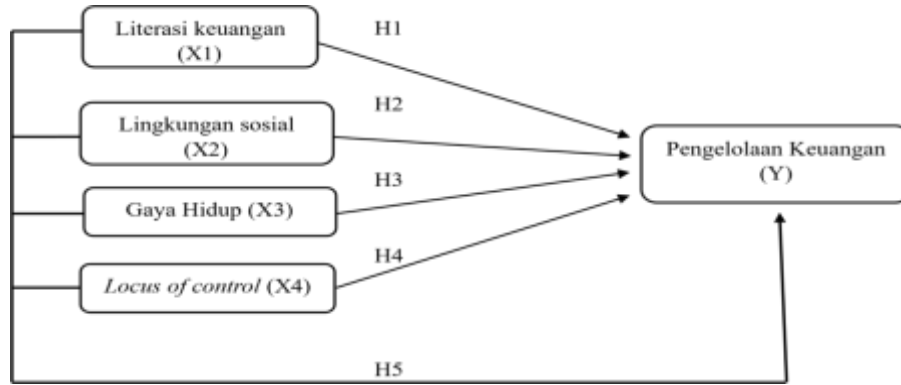 Literasi keuangan
(X1)
H1
Lingkungan sosial
(X2)
H2
Pengelolaan Keuangan
(Y)
Gaya Hidup (X3)
H3
Locus of control (X4)
H4
H5